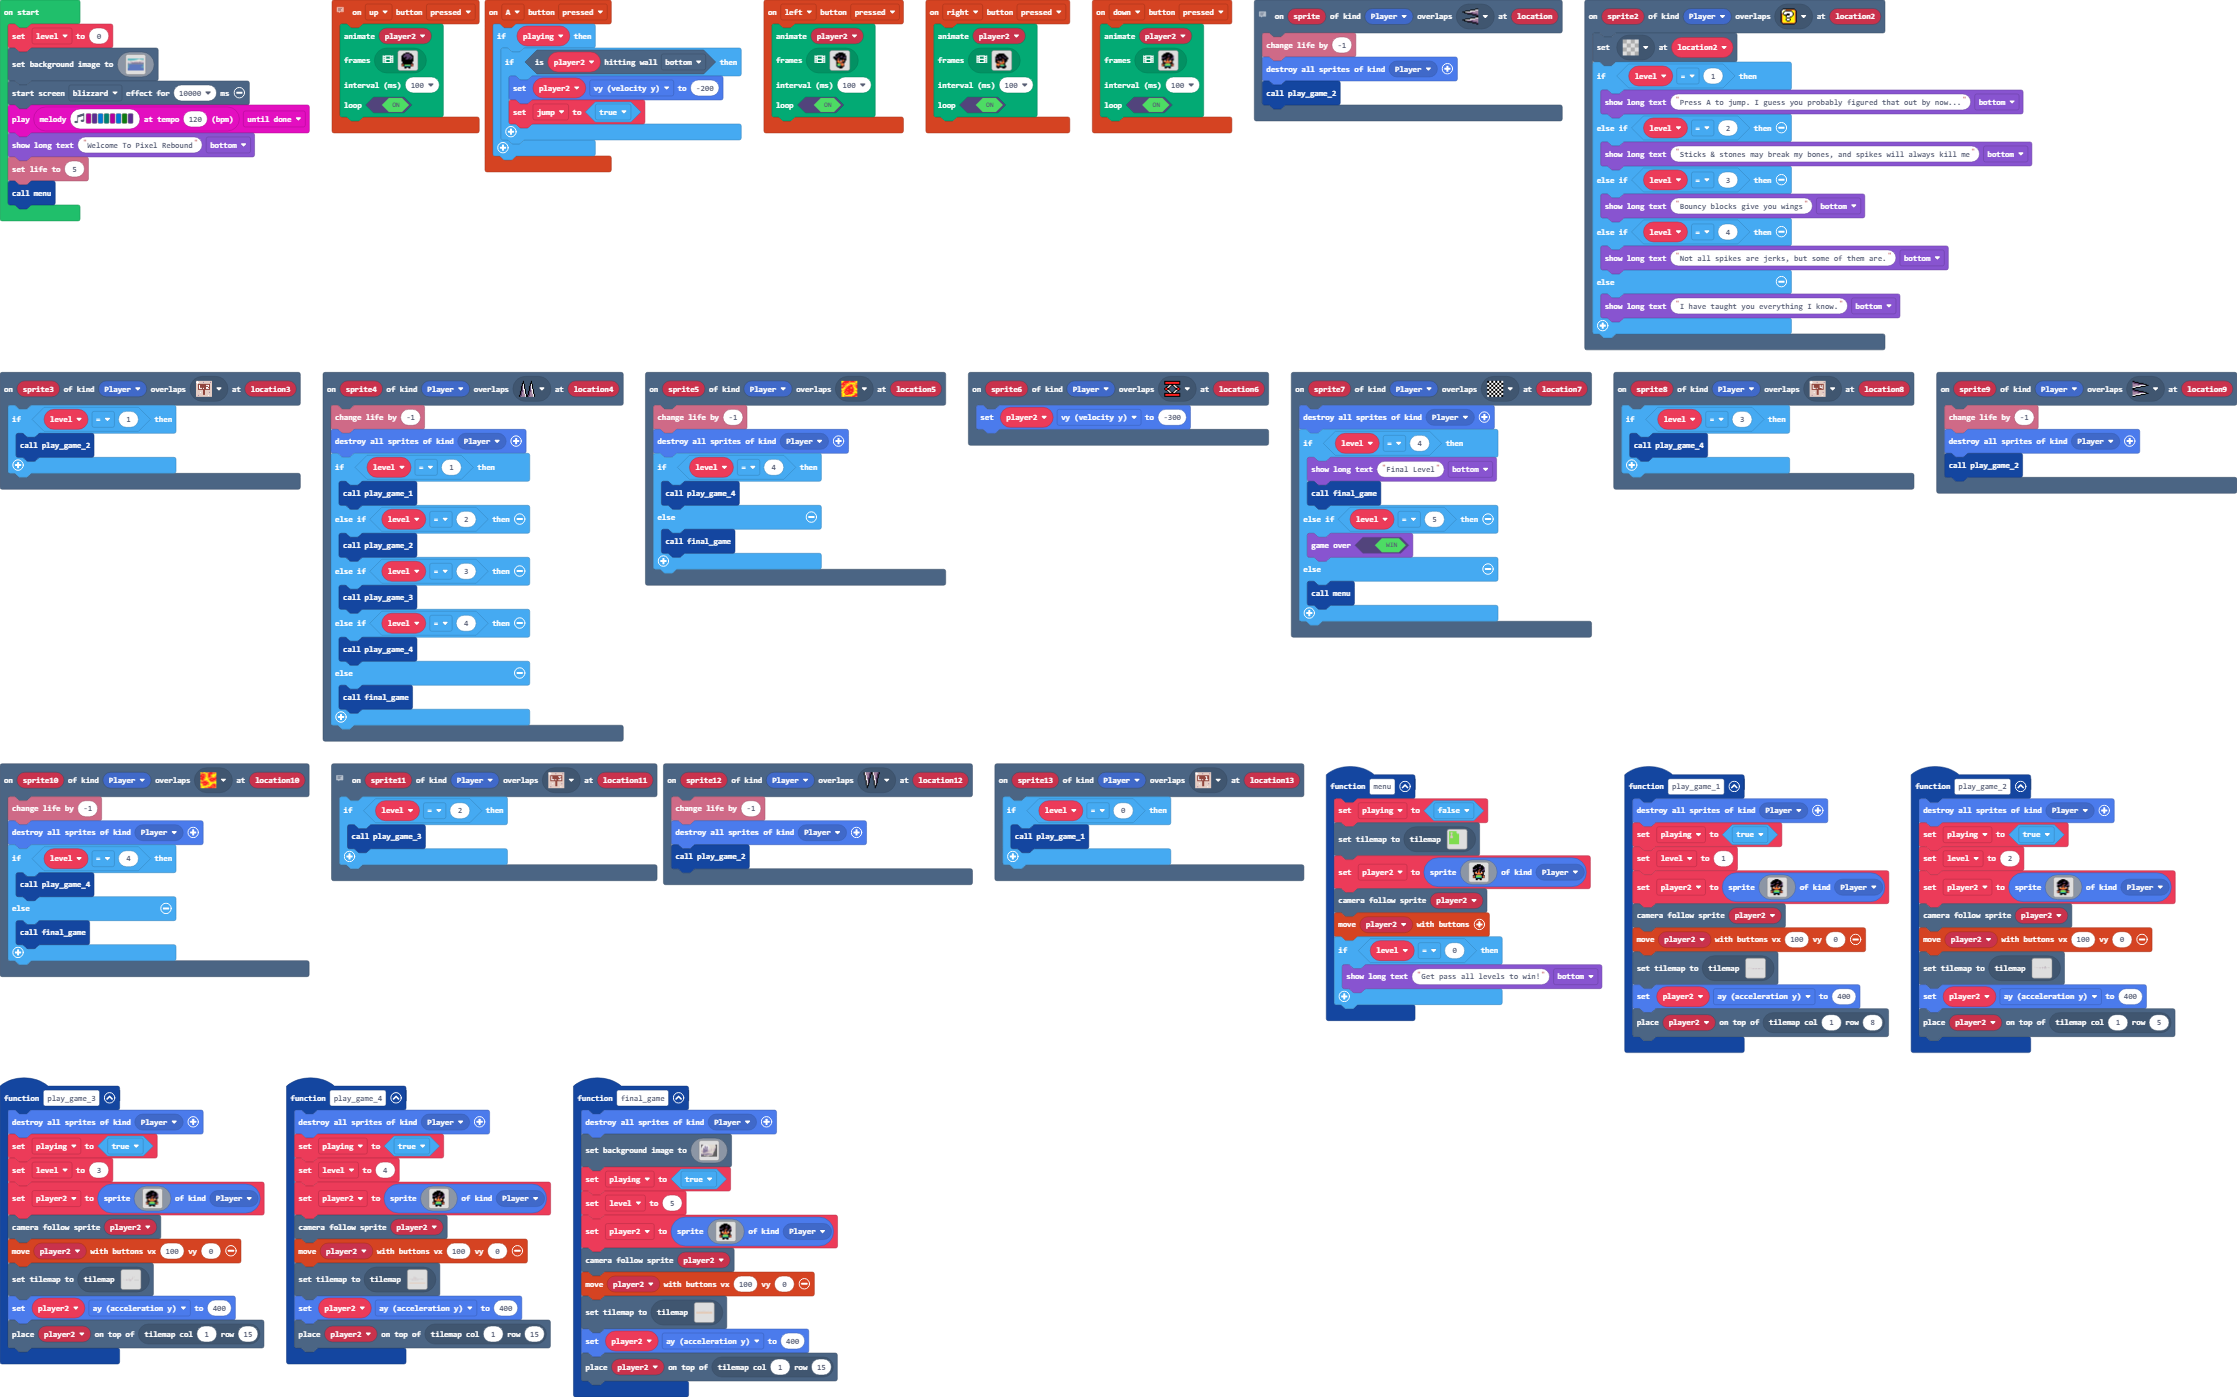 on start
set level to 0
set background image to
start screen blizzard effect for 10000 ms
play melody at tempo 120 (bpm) until done
show long text "Welcome To Pixel Rebound" bottom
set life to 5
call menu
on up button pressed
animate player2
frames
interval (ms) 100
loop ON
on A button pressed
if playing then
if is player2 hitting wall bottom then
set player2 vy (velocity y) to -200
set jump to true
on left button pressed
animate player2
frames
interval (ms) 100
loop ON
on right button pressed
animate player2
frames
interval (ms) 100
loop ON
on down button pressed
animate player2
frames
interval (ms) 100
loop ON
on sprite of kind Player overlaps at location
change life by -1
destroy all sprites of kind Player
call play_game_2
on sprite2 of kind Player overlaps at location2
set at location2
if level = 1 then
show long text "Press A to jump. I guess you probably figured that out by now..." bottom
else if level = 2 then
show long text "Sticks & stones may break my bones, and spikes will always kill me" bottom
else if level = 3 then
show long text "Bouncy blocks give you wings" bottom
else if level = 4 then
show long text "Not all spikes are jerks, but some of them are." bottom
else
show long text "I have taught you everything I know." bottom
on sprite3 of kind Player overlaps at location3
if level = 1 then
call play_game_2
on sprite4 of kind Player overlaps at location4
change life by -1
destroy all sprites of kind Player
if level = 1 then
call play_game_1
else if level = 2 then
call play_game_2
else if level = 3 then
call play_game_3
else if level = 4 then
call play_game_4
else
call final_game
on sprite5 of kind Player overlaps at location5
change life by -1
destroy all sprites of kind Player
if level = 4 then
call play_game_4
else
call final_game
on sprite6 of kind Player overlaps at location6
set player2 vy (velocity y) to -300
on sprite7 of kind Player overlaps at location7
destroy all sprites of kind Player
if level = 4 then
show long text "Final Level" bottom
call final_game
else if level = 5 then
game over WIN
else
call menu
on sprite8 of kind Player overlaps at location8
if level = 3 then
call play_game_4
on sprite9 of kind Player overlaps at location9
change life by -1
destroy all sprites of kind Player
call play_game_2
on sprite10 of kind Player overlaps at location10
change life by -1
destroy all sprites of kind Player
if level = 4 then
call play_game_4
else
call final_game
on sprite11 of kind Player overlaps at location11
if level = 2 then
call play_game_3
on sprite12 of kind Player overlaps at location12
change life by -1
destroy all sprites of kind Player
call play_game_2
on sprite13 of kind Player overlaps at location13
if level = 0 then
call play_game_1
function menu
set playing to false
set tilemap to tilemap
set player2 to sprite of kind Player
camera follow sprite player2
move player2 with buttons
if level = 0 then
show long text "Get pass all levels to win!" bottom
function play_game_1
destroy all sprites of kind Player
set playing to true
set level to 1
set player2 to sprite of kind Player
camera follow sprite player2
move player2 with buttons vx 100 vy 0
set tilemap to tilemap
set player2 ay (acceleration y) to 400
place player2 on top of tilemap col 1 row 8
function play_game_2
destroy all sprites of kind Player
set playing to true
set level to 2
set player2 to sprite of kind Player
camera follow sprite player2
move player2 with buttons vx 100 vy 0
set tilemap to tilemap
set player2 ay (acceleration y) to 400
place player2 on top of tilemap col 1 row 5
function play_game_3
destroy all sprites of kind Player
set playing to true
set level to 3
set player2 to sprite of kind Player
camera follow sprite player2
move player2 with buttons vx 100 vy 0
set tilemap to tilemap
set player2 ay (acceleration y) to 400
place player2 on top of tilemap col 1 row 15
function play_game_4
destroy all sprites of kind Player
set playing to true
set level to 4
set player2 to sprite of kind Player
camera follow sprite player2
move player2 with buttons vx 100 vy 0
set tilemap to tilemap
set player2 ay (acceleration y) to 400
place player2 on top of tilemap col 1 row 15
function final_game
destroy all sprites of kind Player
set background image to
set playing to true
set level to 5
set player2 to sprite of kind Player
camera follow sprite player2
move player2 with buttons vx 100 vy 0
set tilemap to tilemap
set player2 ay (acceleration y) to 400
place player2 on top of tilemap col 1 row 15